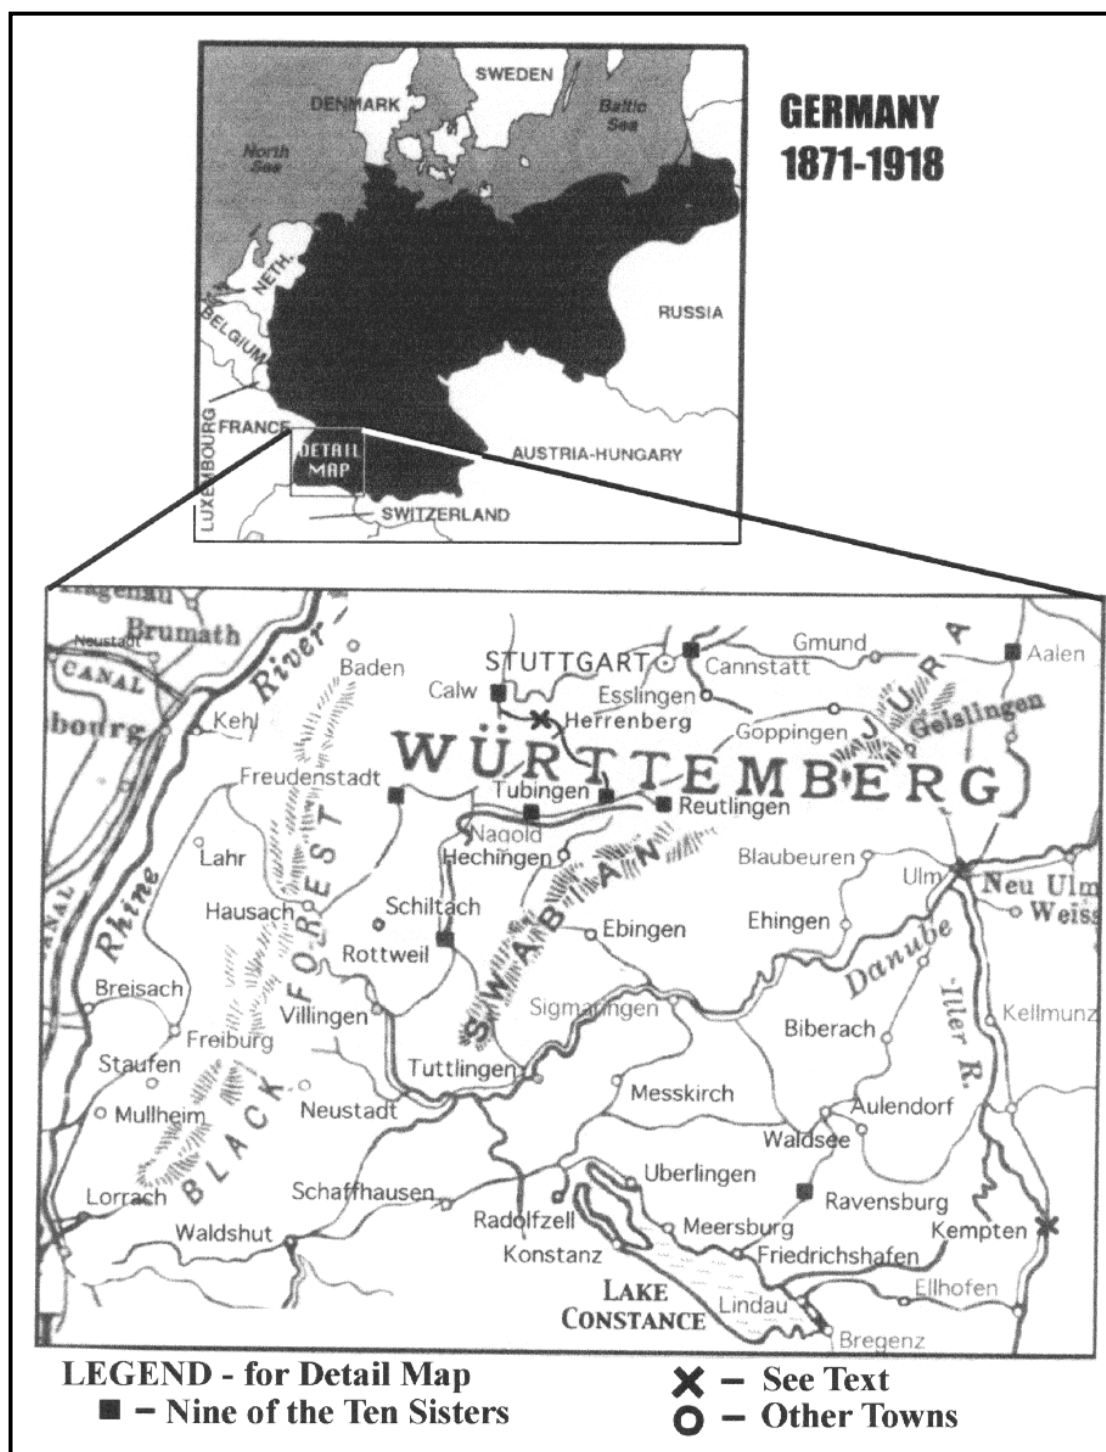 GERMANY
1871-1918
SWEDEN
DENMARK
Baltic
Sea
North
Sea
NETH.
BELGIUM
RUSSIA
LUXEMBOURG
FRANCE
DETAIL
MAP
AUSTRIA-HUNGARY
SWITZERLAND
Brumath
Neustadt
CANAL
bourg
Kehl
River
Rhine
Baden
STUTTGART
Cannstatt
Gmund
Aalen
Calw
Esslingen
Herrenberg
Goppingen
Geislingen
JURA
WÜRTTEMBERG
Freudenstadt
Tubingen
Reutlingen
Nagold
Hechingen
Lahr
Blaubeuren
Ulm
Neu Ulm
Weiss
Hausach
Schiltach
Rottweil
SWABIAN
Ebingen
Ehingen
Danube
BLACK FOREST
Breisach
Villingen
Sigmaringen
Iller R.
Kellmunz
Freiburg
Biberach
Staufen
Tuttlingen
Messkirch
Mullheim
Neustadt
Aulendorf
Waldsee
Lorrach
Schaffhausen
Uberlingen
Ravensburg
Waldshut
Radolfzell
Meersburg
Kempten
Konstanz
Friedrichshafen
LAKE
CONSTANCE
Lindau
Ellhofen
Bregenz
LEGEND - for Detail Map
– Nine of the Ten Sisters
– See Text
– Other Towns